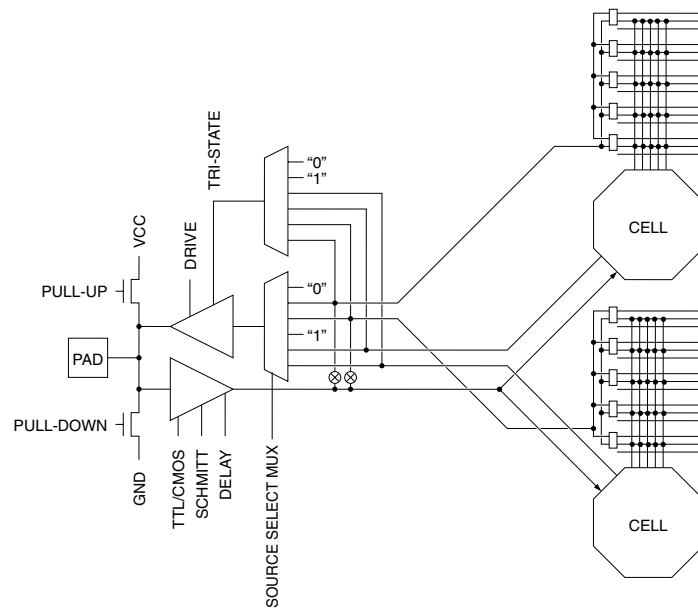 TRI-STATE
"0"
"1"
VCC
DRIVE
CELL
PULL-UP
"0"
"1"
PAD
PULL-DOWN
GND
TTL/CMOS
SCHMITT
DELAY
SOURCE SELECT MUX
CELL